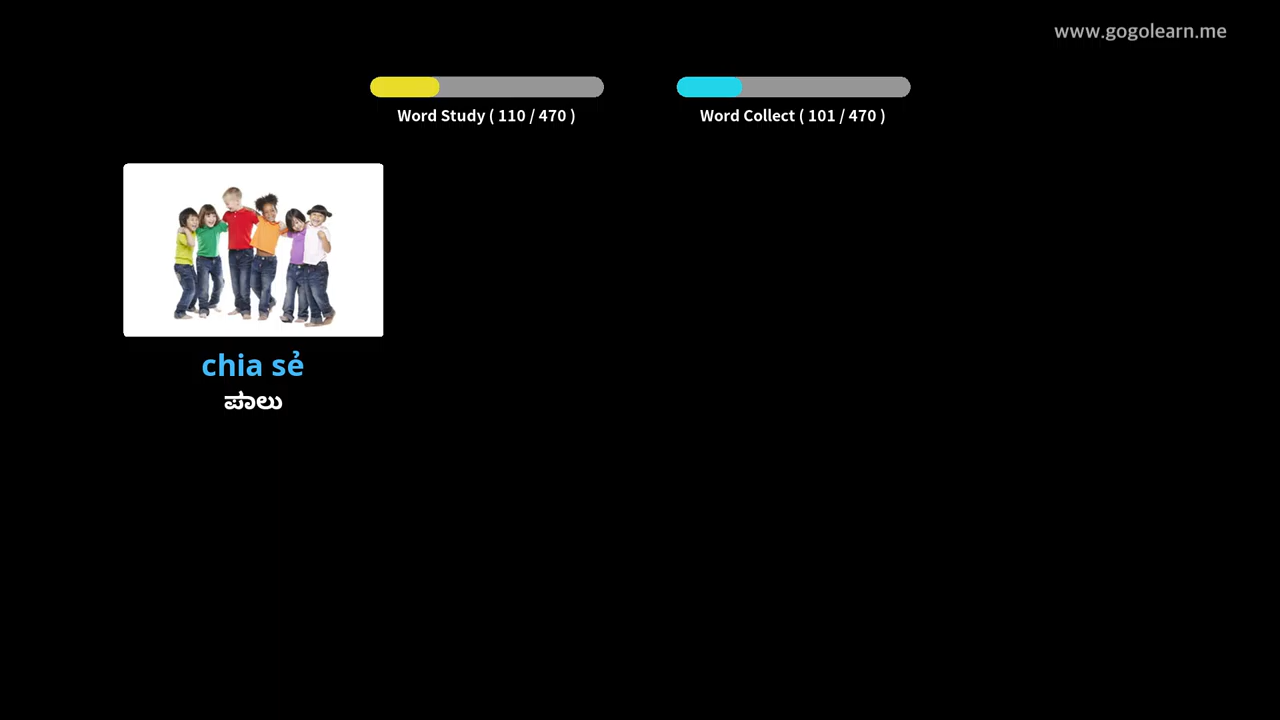 www.gogolearn.me
Word Study ( 110 / 470 )
Word Collect ( 101 / 470 )
chia sẻ
ಪಾಲು